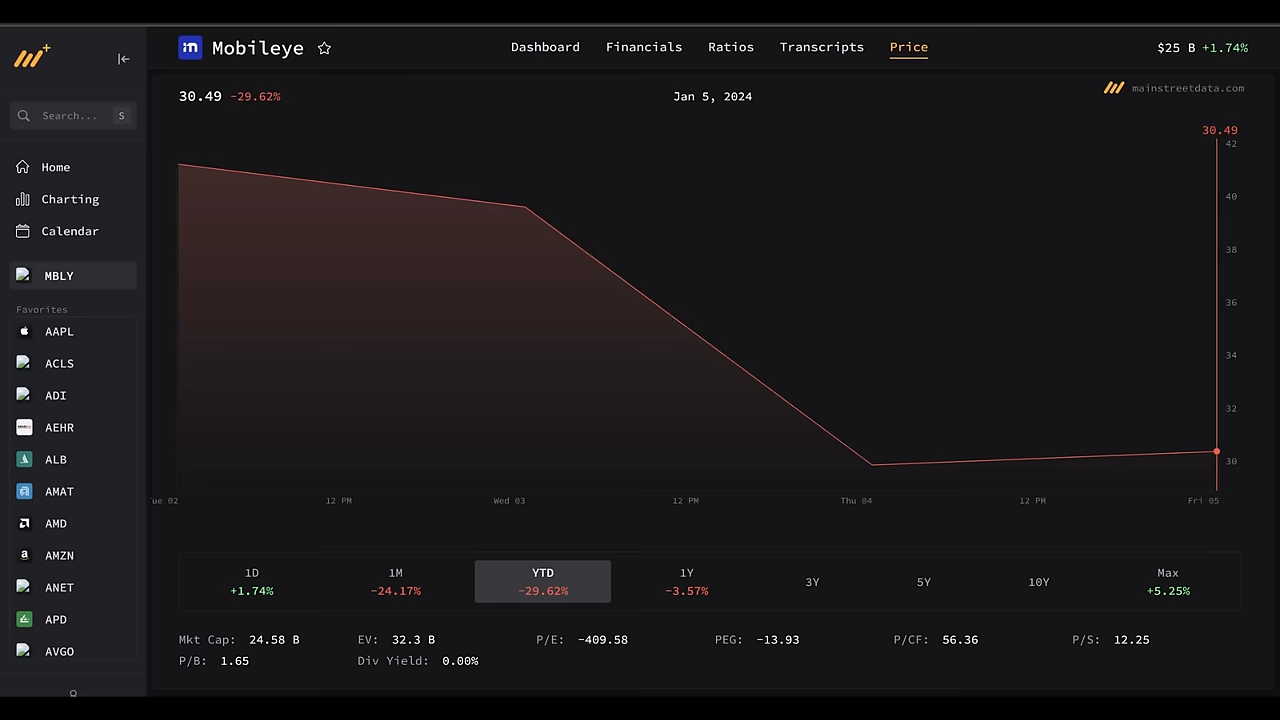 Mobileye
Dashboard Financials Ratios Transcripts Price
$25 B +1.74%
Search... S
Home
Charting
Calendar
MBLY
Favorites
AAPL
ACLS
ADI
AEHR
ALB
AMAT
AMD
AMZN
ANET
APD
AVGO
30.49 -29.62%
Jan 5, 2024
mainstreetdata.com
30.49
42
40
38
36
34
32
30
ue 02 12 PM Wed 03 12 PM Thu 04 12 PM Fri 05
1D 1M YTD 1Y 3Y 5Y 10Y Max
+1.74% -24.17% -29.62% -3.57% +5.25%
Mkt Cap: 24.58 B EV: 32.3 B P/E: -409.58 PEG: -13.93 P/CF: 56.36 P/S: 12.25
P/B: 1.65 Div Yield: 0.00%